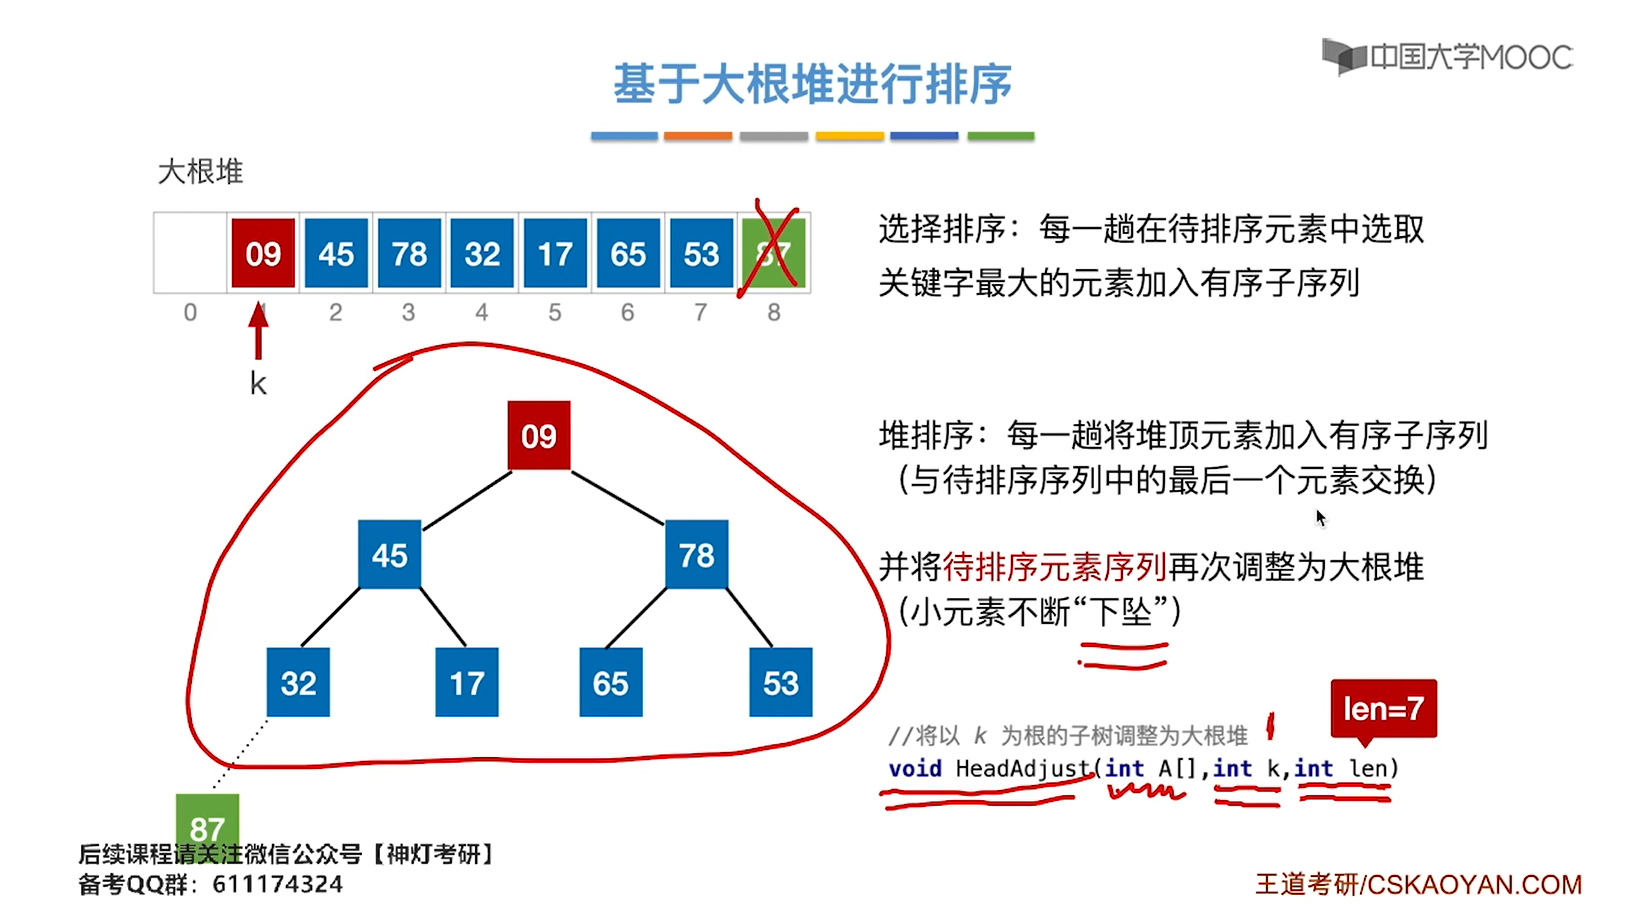 中国大学MOOC
基于大根堆进行排序
大根堆
09 45 78 32 17 65 53 87
0 1 2 3 4 5 6 7 8
k
选择排序：每一趟在待排序元素中选取
关键字最大的元素加入有序子序列
09
45 78
32 17 65 53
87
堆排序：每一趟将堆顶元素加入有序子序列
（与待排序序列中的最后一个元素交换）
并将待排序元素序列再次调整为大根堆
（小元素不断“下坠”）
len=7
//将以 k 为根的子树调整为大根堆
void HeadAdjust(int A[],int k,int len)
后续课程请关注微信公众号【神灯考研】
备考QQ群：611174324
王道考研/CSKAOYAN.COM